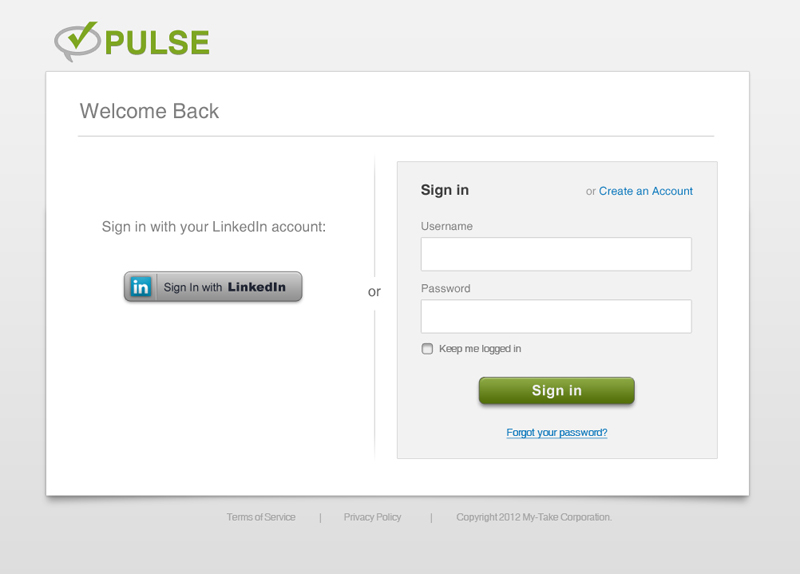 PULSE
Welcome Back
Sign in with your LinkedIn account:
in Sign In with LinkedIn
or
Sign in
or Create an Account
Username
Password
Keep me logged in
Sign in
Forgot your password?
Terms of Service | Privacy Policy | Copyright 2012 My-Take Corporation.